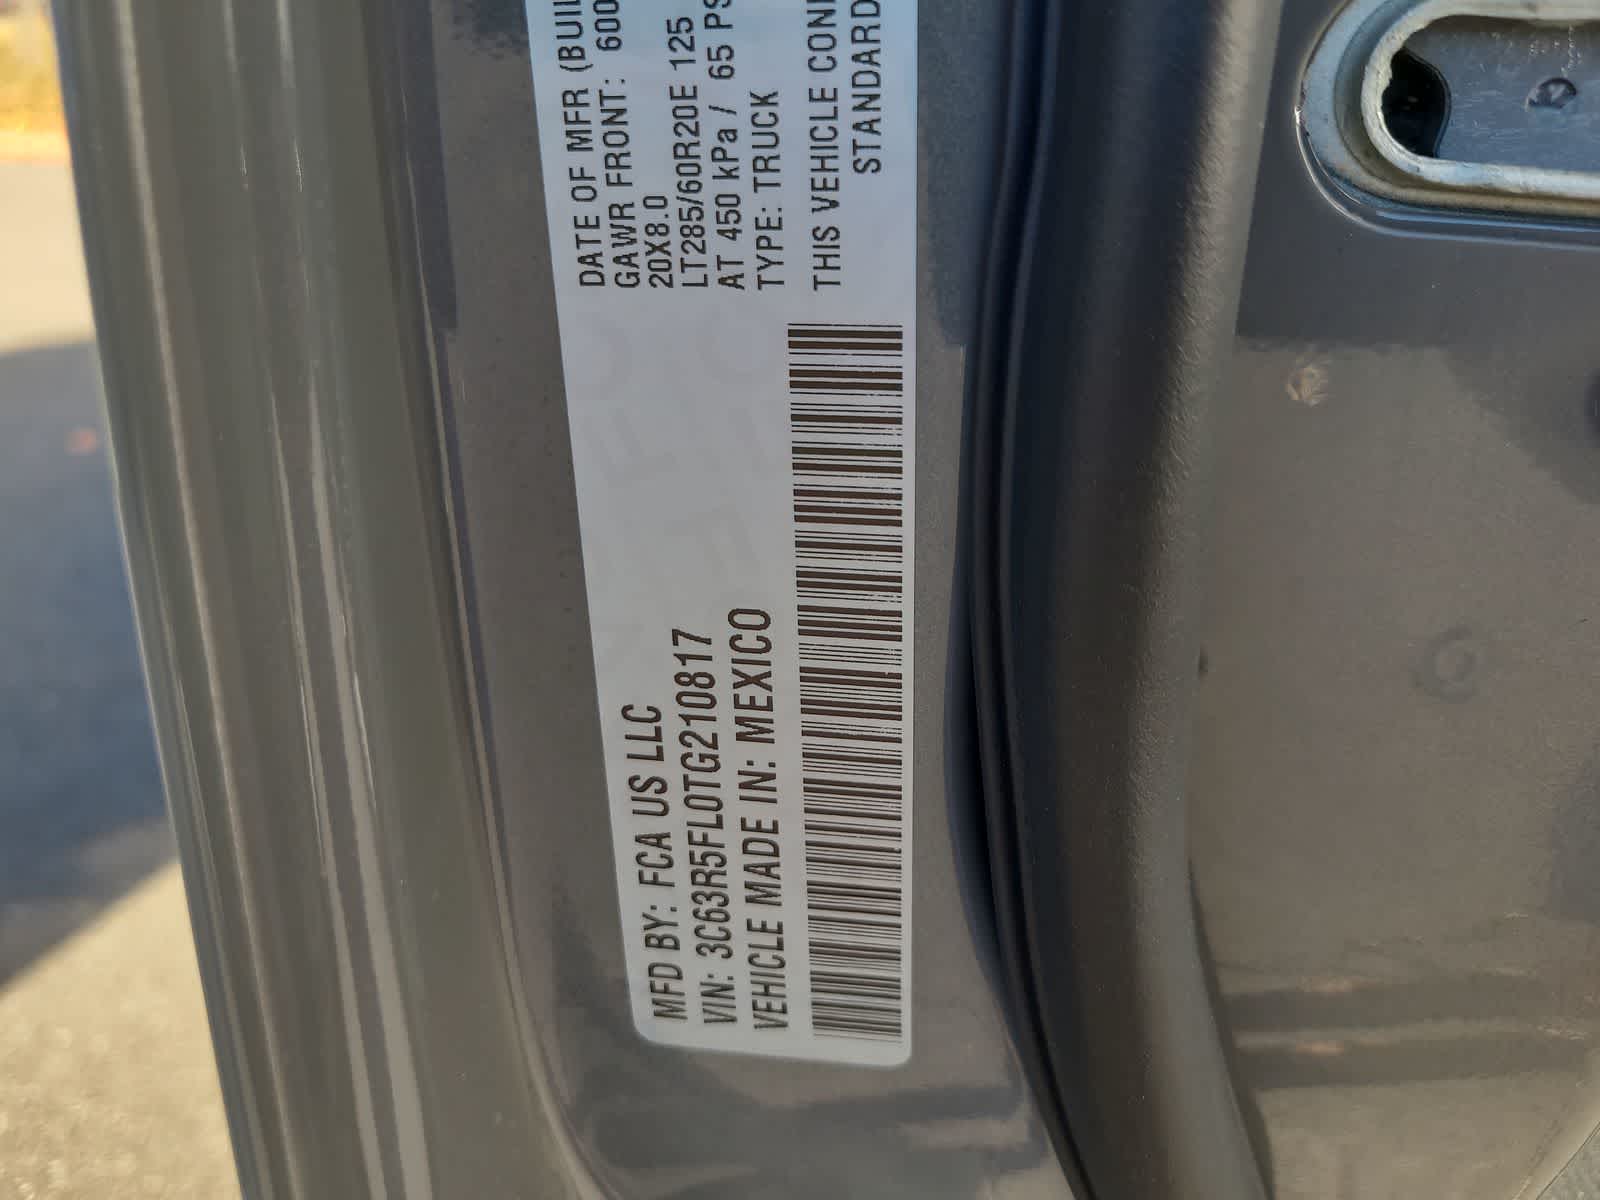 MFD BY: FCA US LLC
VIN: 3C63R5FL0TG210817
VEHICLE MADE IN: MEXICO
DATE OF MFR (BUIL
GAWR FRONT: 600
20X8.0
LT285/60R20E 125
AT 450 kPa / 65 PS
TYPE: TRUCK
THIS VEHICLE CON
STANDARD